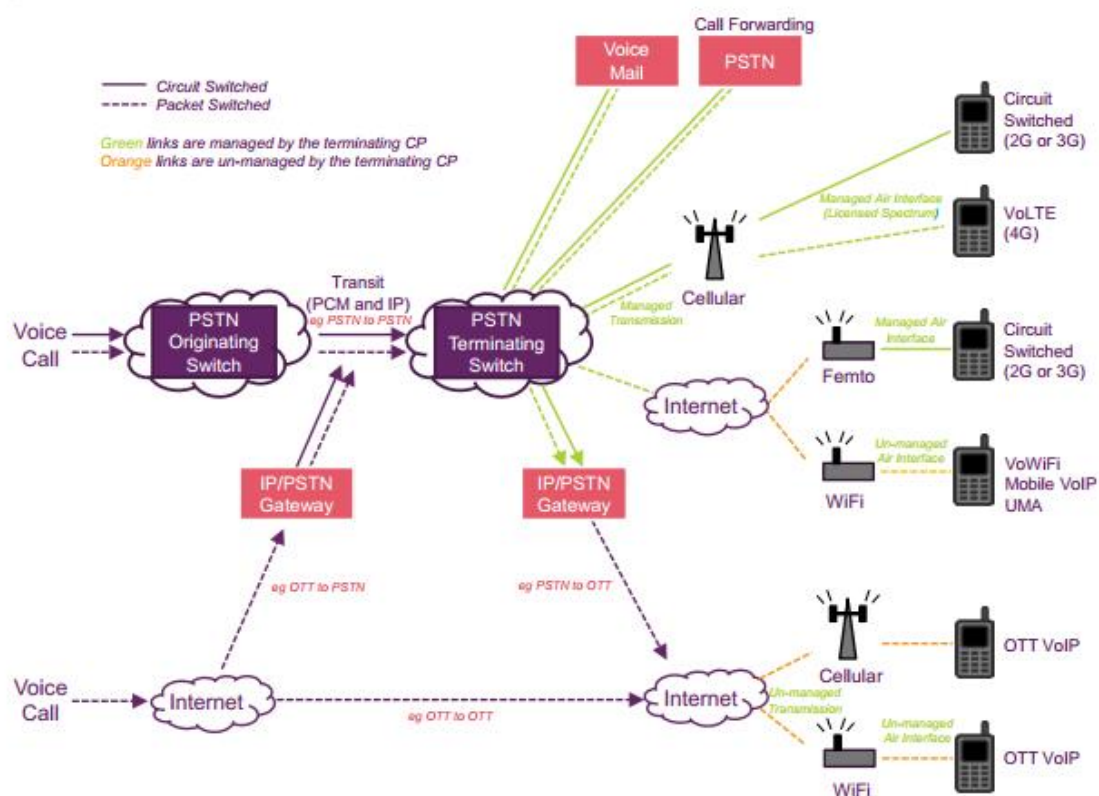 Call Forwarding
Voice
Mail
PSTN
Circuit Switched
Packet Switched
Green links are managed by the terminating CP
Orange links are un-managed by the terminating CP
Circuit
Switched
(2G or 3G)
Managed Air Interface
(Licensed Spectrum)
VoLTE
(4G)
Cellular
Managed
Transmission
Transit
(PCM and IP)
eg PSTN to PSTN
Voice
Call
PSTN
Originating
Switch
PSTN
Terminating
Switch
Managed Air
Interface
Femto
Circuit
Switched
(2G or 3G)
Internet
Un-managed
Air Interface
WiFi
VoWiFi
Mobile VoIP
UMA
IP/PSTN
Gateway
IP/PSTN
Gateway
eg OTT to PSTN
eg PSTN to OTT
Voice
Call
Internet
eg OTT to OTT
Internet
Un-managed
Transmission
Cellular
OTT VoIP
Un-managed
Air Interface
WiFi
OTT VoIP